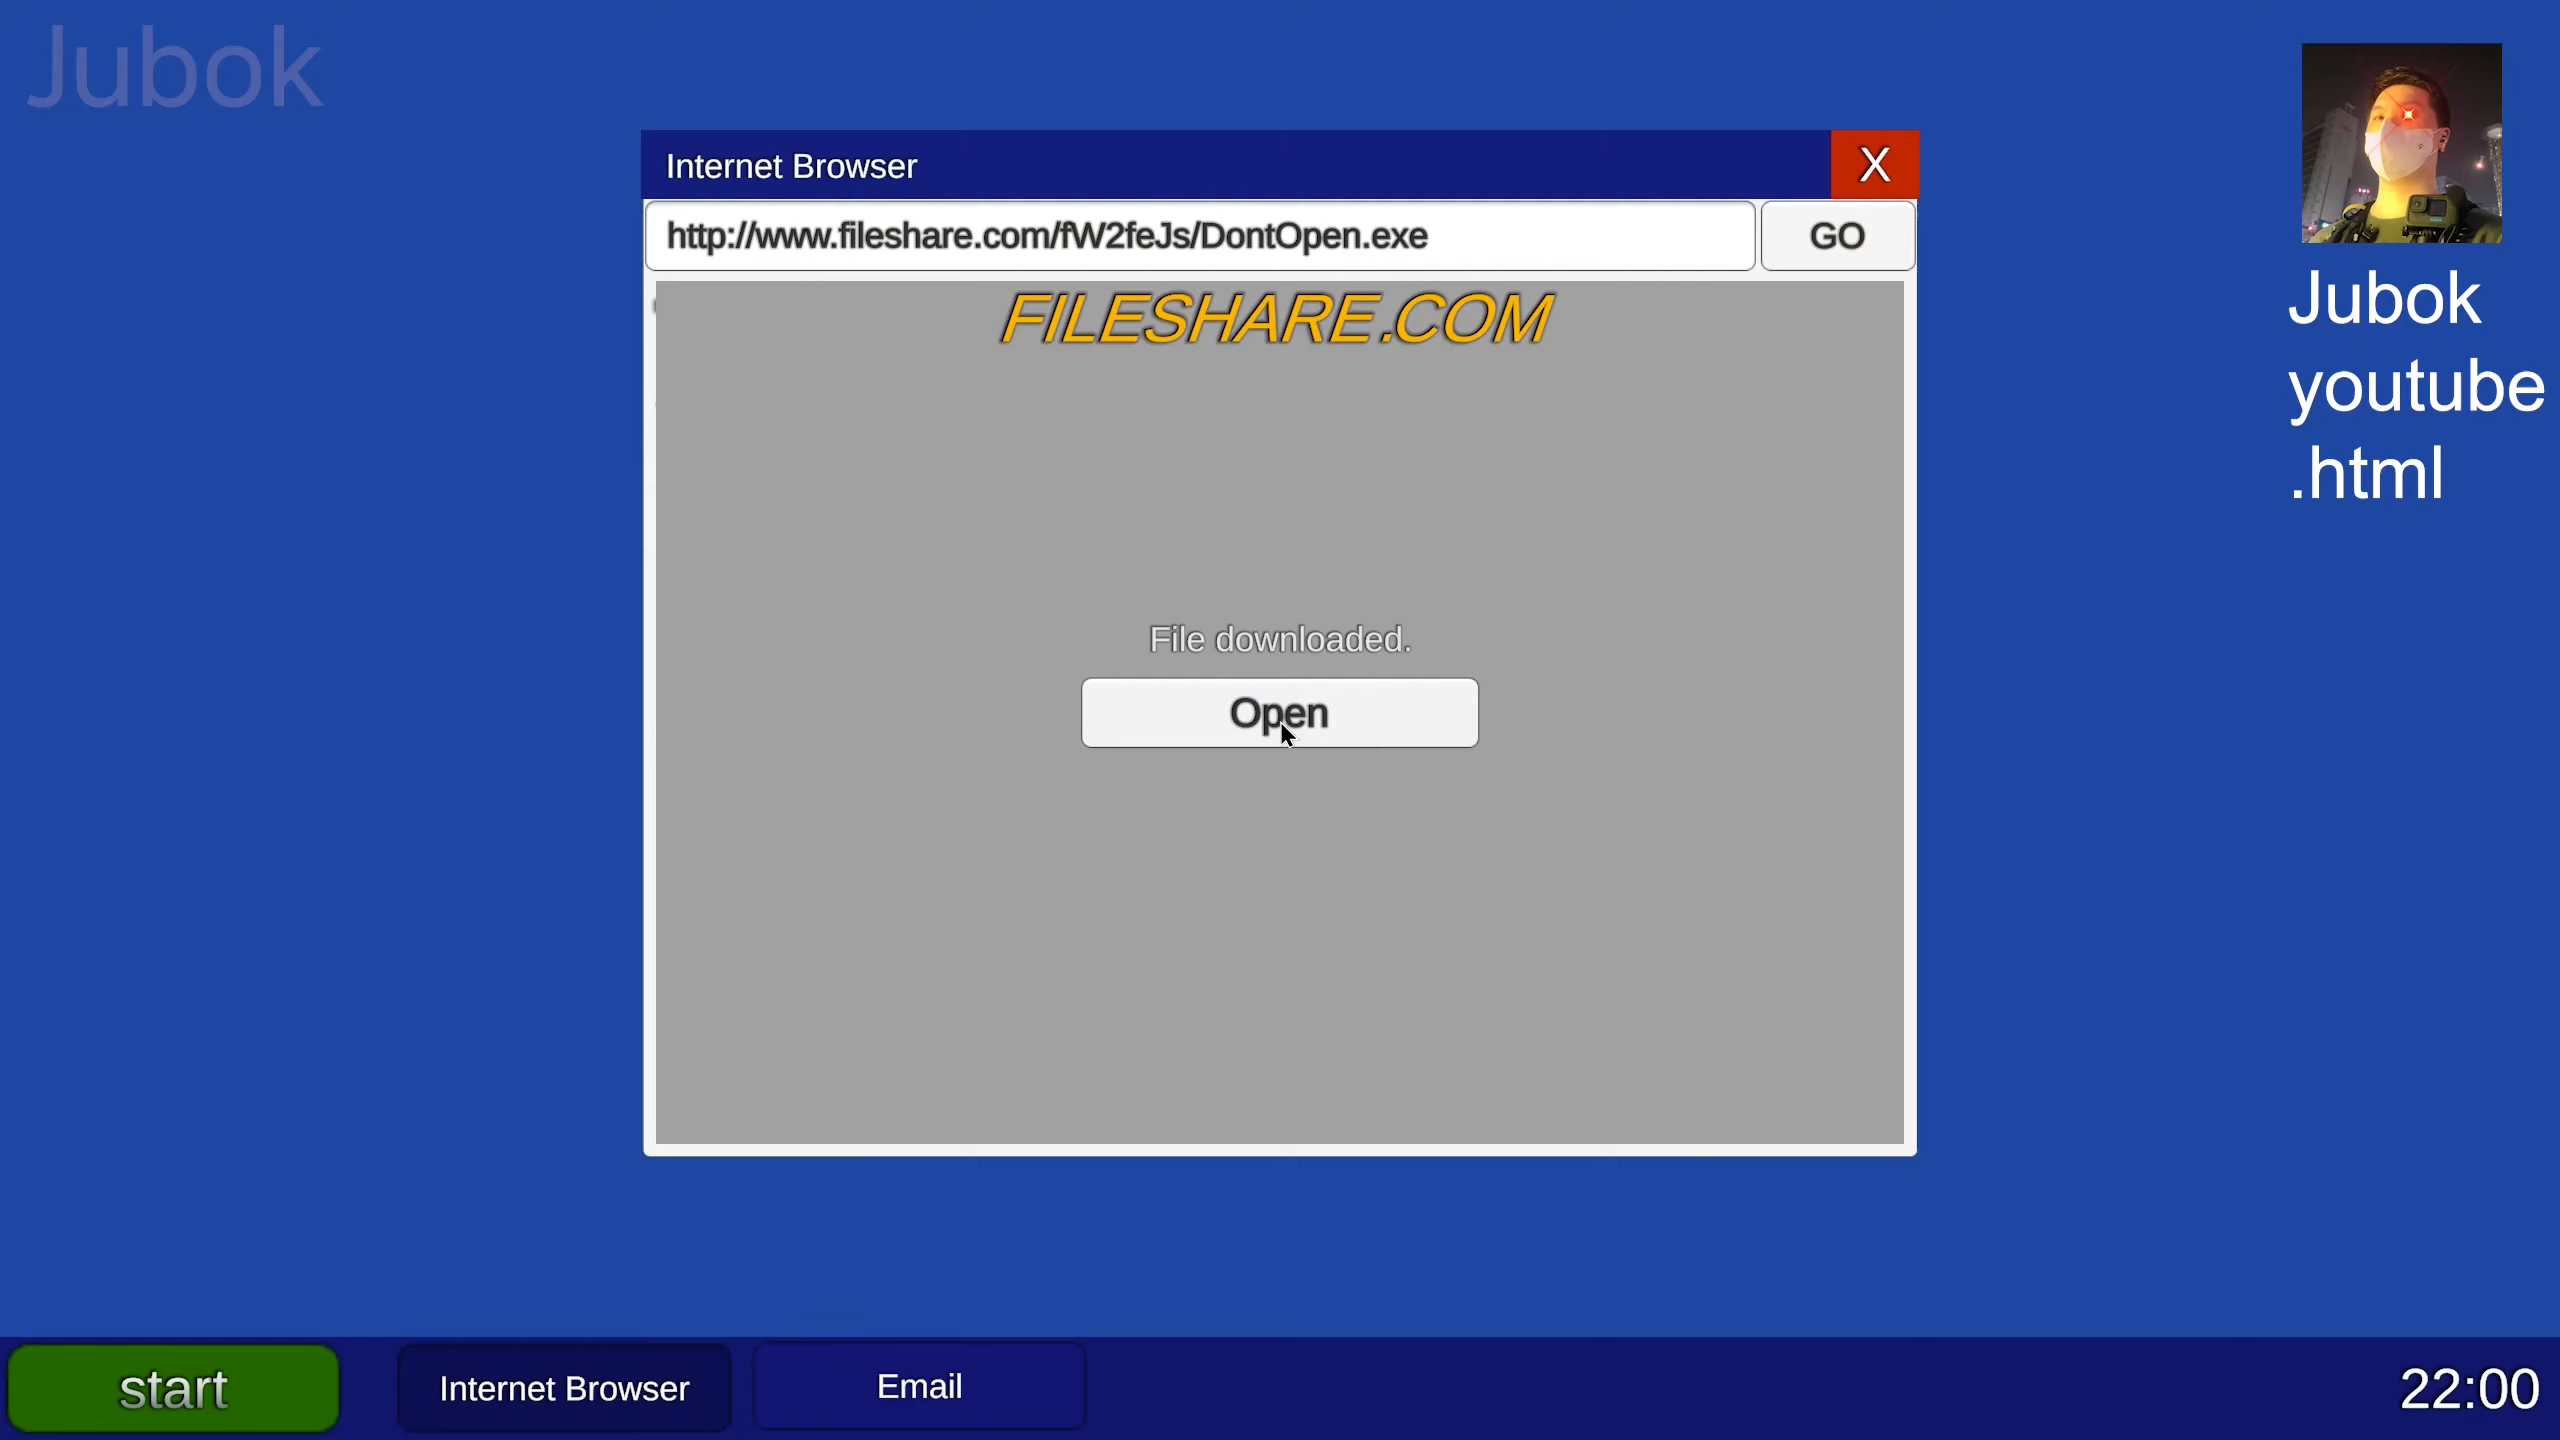 Jubok
Internet Browser
X
http://www.fileshare.com/fW2feJs/DontOpen.exe
GO
FILESHARE.COM
File downloaded.
Open
Jubok
youtube
.html
start
Internet Browser
Email
22:00